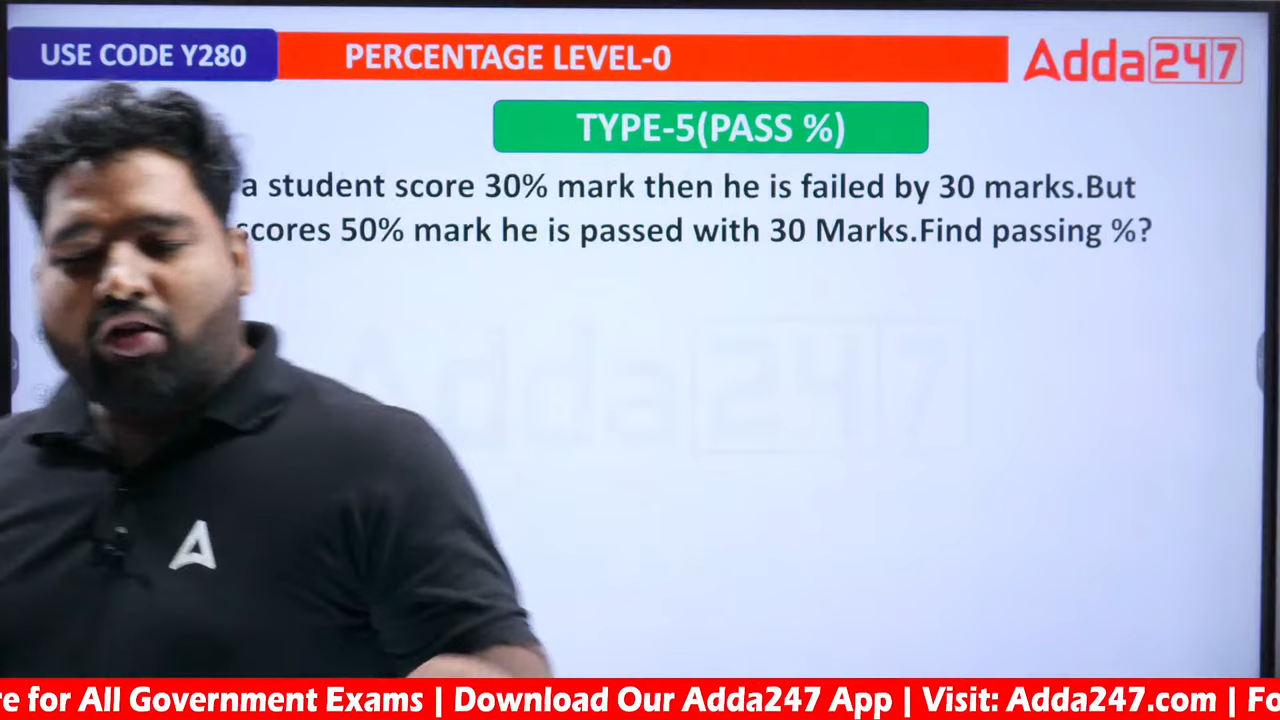 USE CODE Y280
PERCENTAGE LEVEL-0
Adda247
TYPE-5(PASS %)
a student score 30% mark then he is failed by 30 marks.But
scores 50% mark he is passed with 30 Marks.Find passing %?
Adda247
for All Government Exams | Download Our Adda247 App | Visit: Adda247.com |